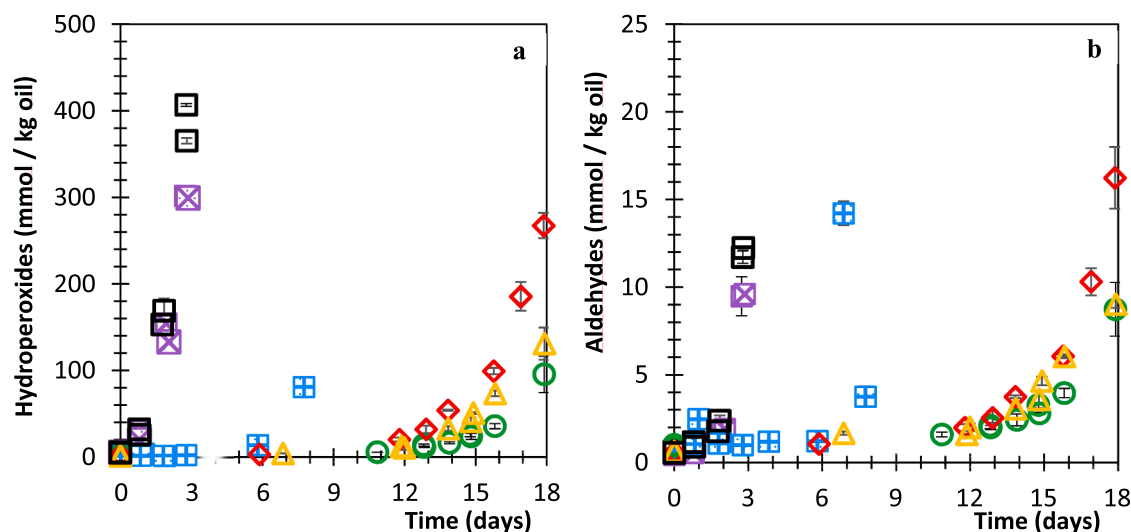 a
Hydroperoxides (mmol / kg oil)
500
400
300
200
100
0
0 3 6 9 12 15 18
Time (days)
b
Aldehydes (mmol / kg oil)
25
20
15
10
5
0
0 3 6 9 12 15 18
Time (days)